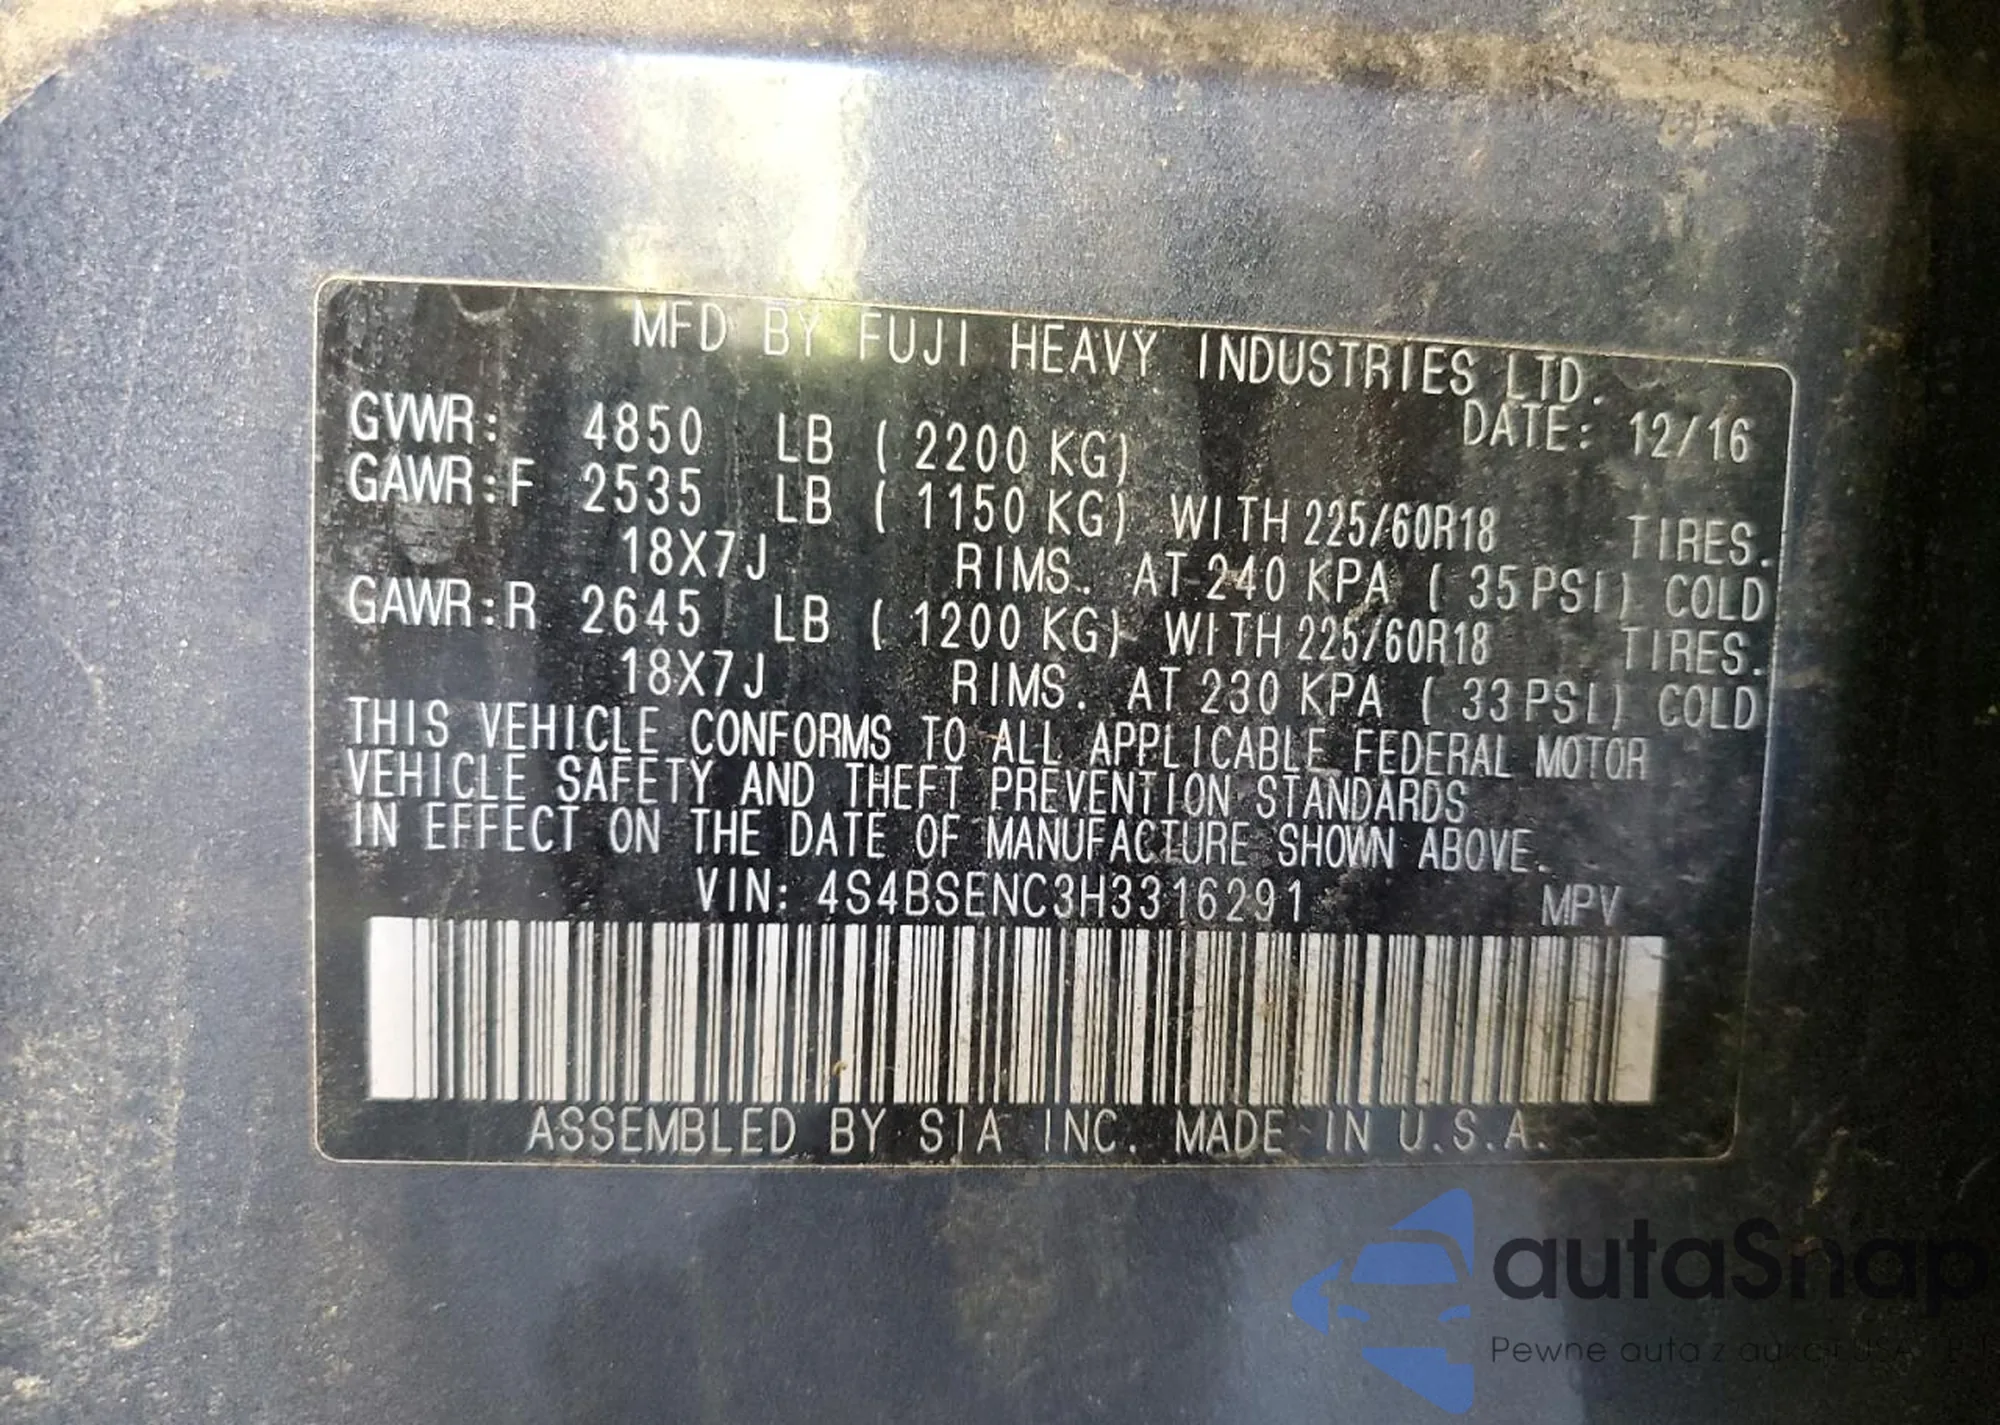 MFD BY FUJI HEAVY INDUSTRIES LTD.
DATE: 12/16
GVWR: 4850 LB ( 2200 KG)
GAWR:F 2535 LB ( 1150 KG) WITH 225/60R18 TIRES.
18X7J RIMS. AT 240 KPA ( 35 PSI) COLD
GAWR:R 2645 LB ( 1200 KG) WITH 225/60R18 TIRES.
18X7J RIMS. AT 230 KPA ( 33 PSI) COLD
THIS VEHICLE CONFORMS TO ALL APPLICABLE FEDERAL MOTOR
VEHICLE SAFETY AND THEFT PREVENTION STANDARDS
IN EFFECT ON THE DATE OF MANUFACTURE SHOWN ABOVE.
VIN: 4S4BSENC3H3316291 MPV
ASSEMBLED BY SIA INC. MADE IN U.S.A.
autaSnap
Pewne auta z aukcji USA